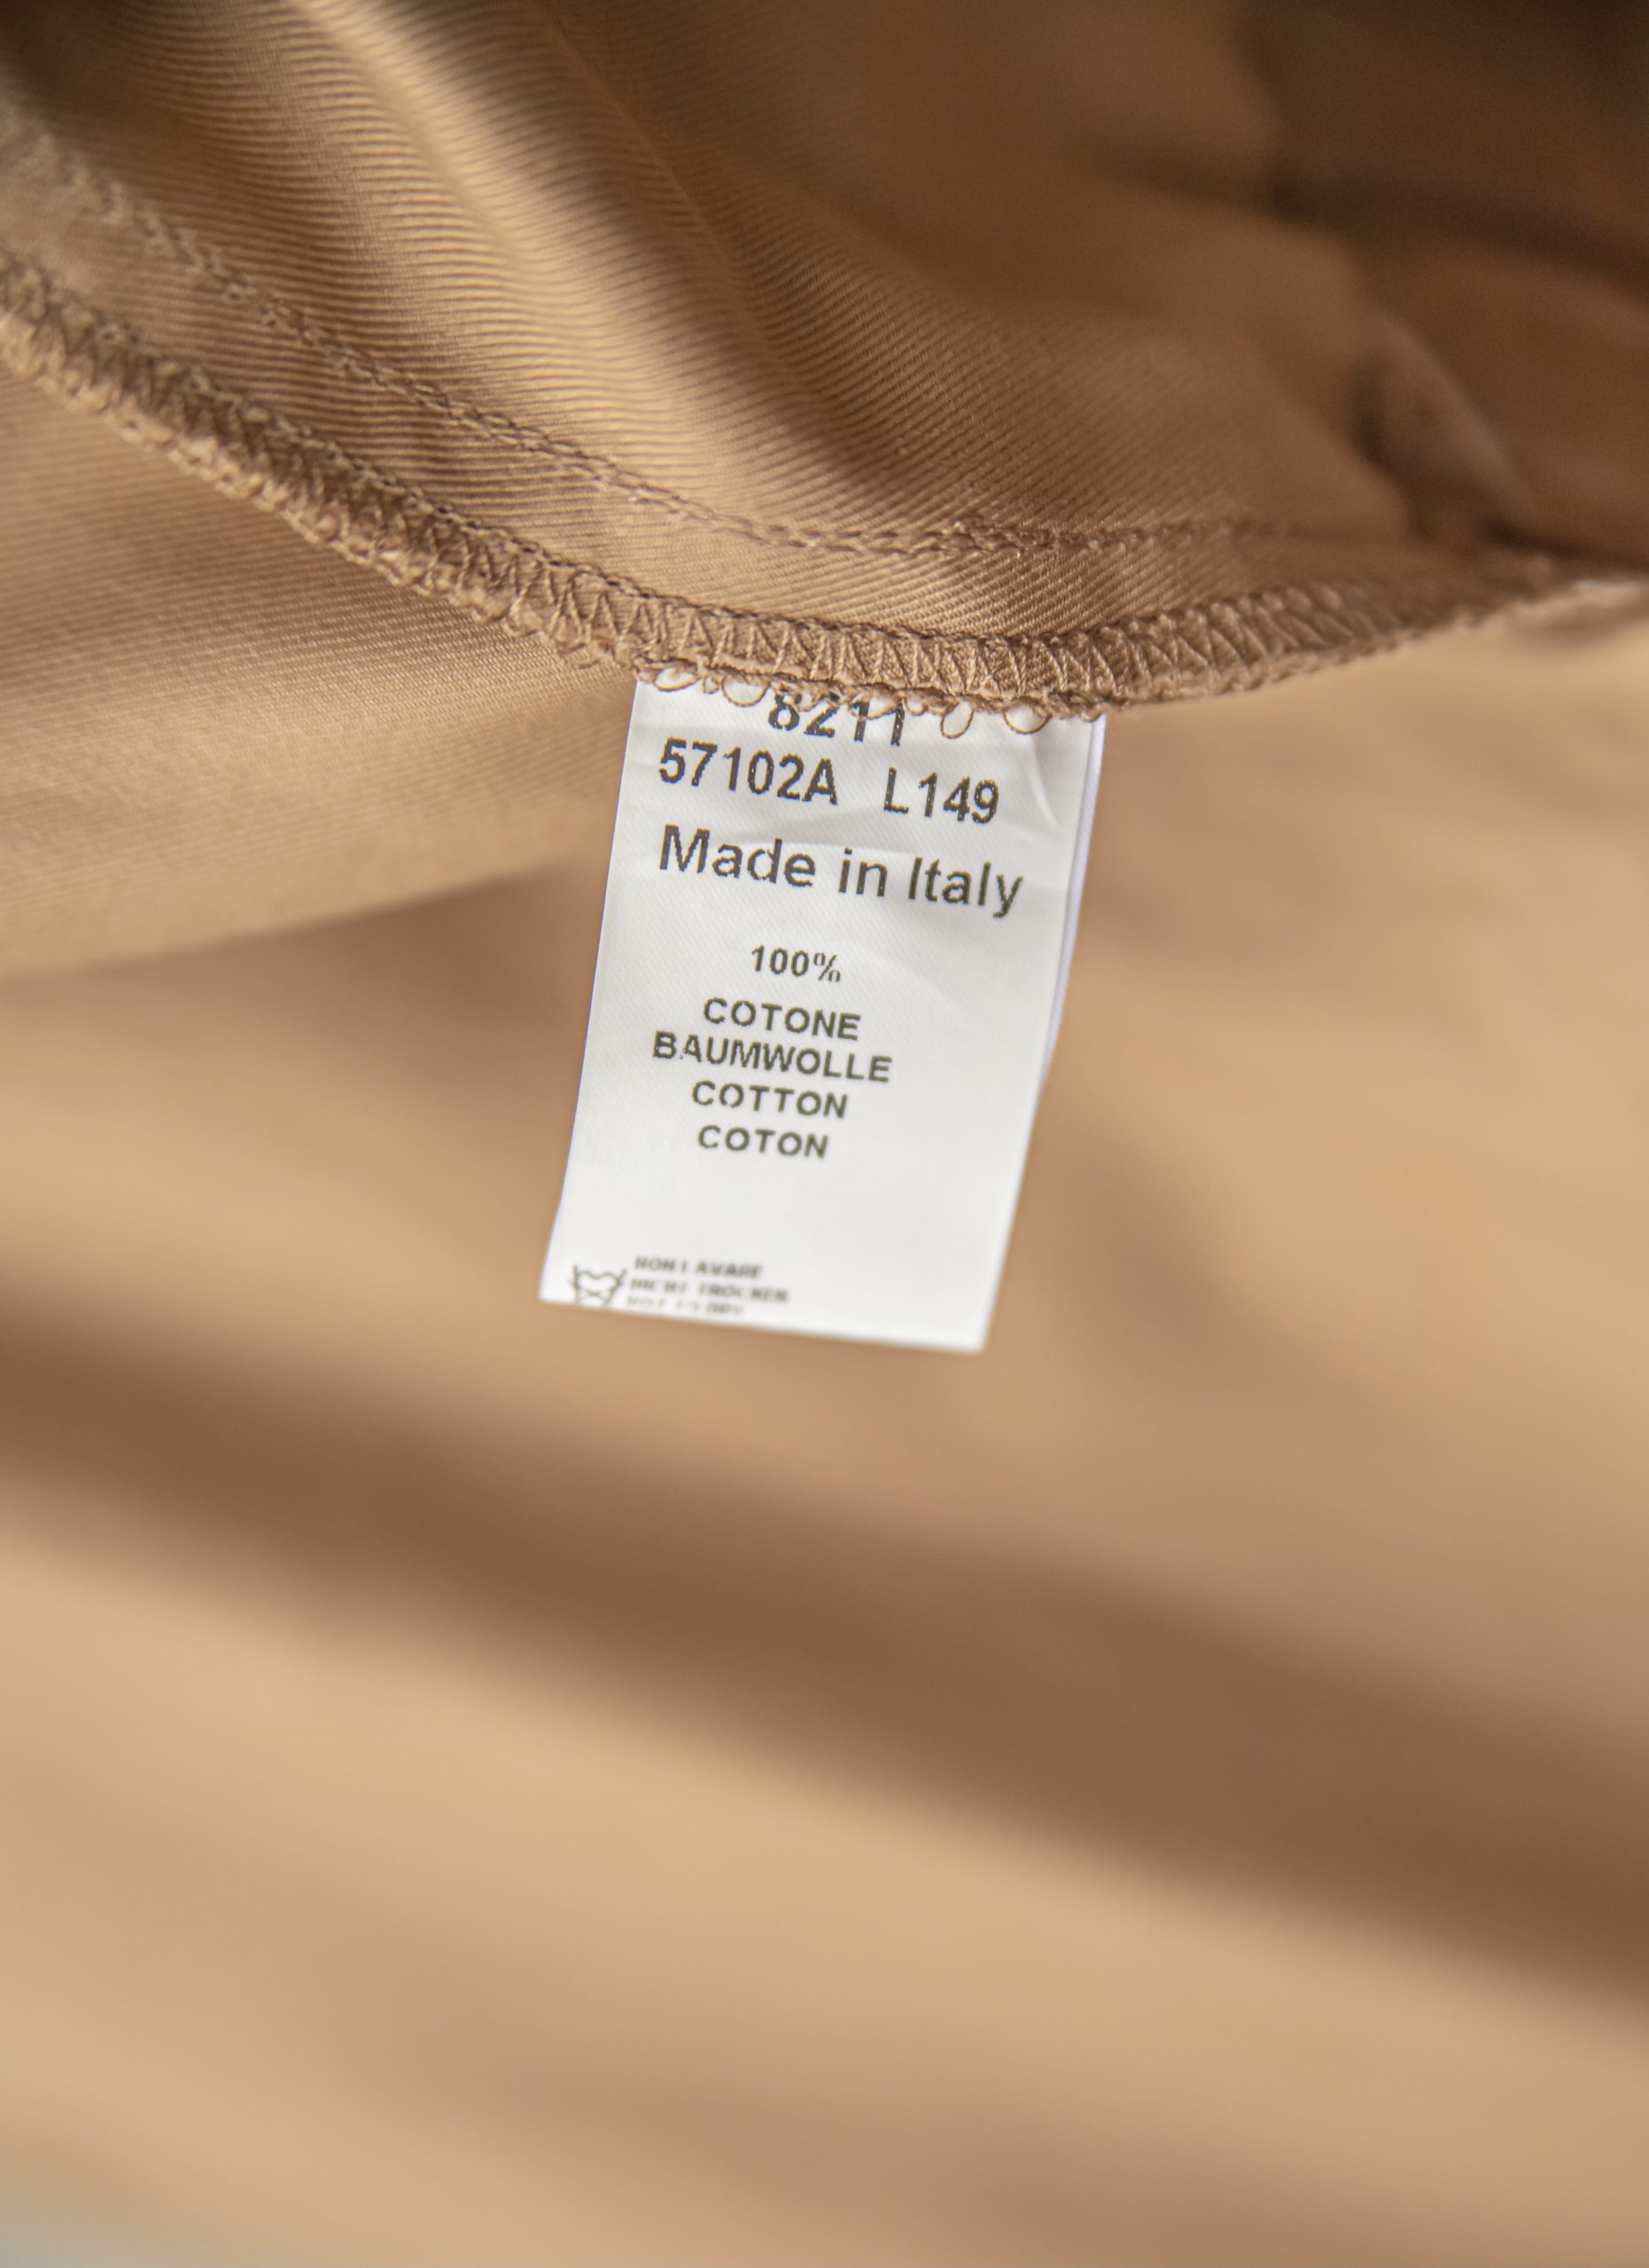 8211
57102A L149
Made in Italy
100%
COTONE
BAUMWOLLE
COTTON
COTON
NON LAVARE
NICHT TROCKEN